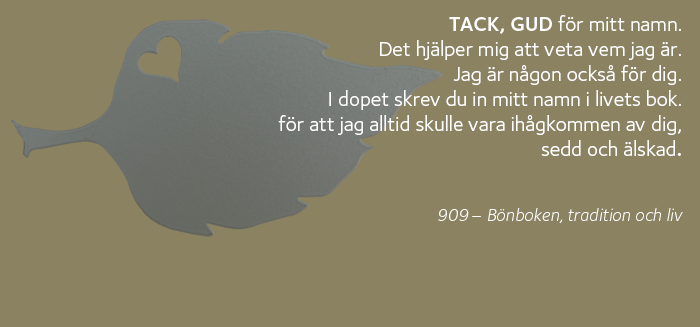 TACK, GUD för mitt namn.
Det hjälper mig att veta vem jag är.
Jag är någon också för dig.
I dopet skrev du in mitt namn i livets bok.
för att jag alltid skulle vara ihågkommen av dig,
sedd och älskad.
909 – Bönboken, tradition och liv